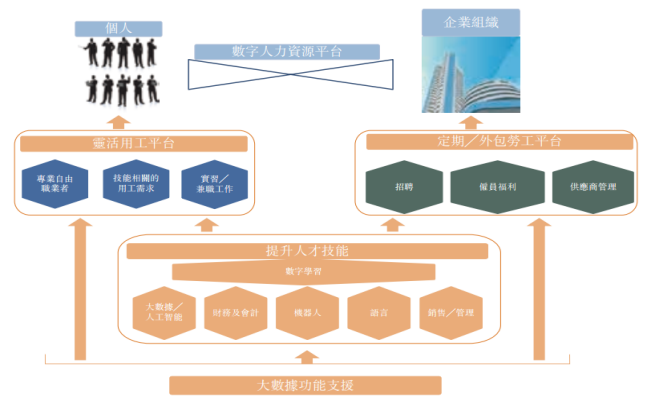 個人
企業組織
數字人力資源平台
靈活用工平台
定期／外包勞工平台
專業自由
職業者
技能相關的
用工需求
實習／
兼職工作
招聘
僱員福利
供應商管理
提升人才技能
數字學習
大數據／
人工智能
財務及會計
機器人
語言
銷售／管理
大數據功能支援